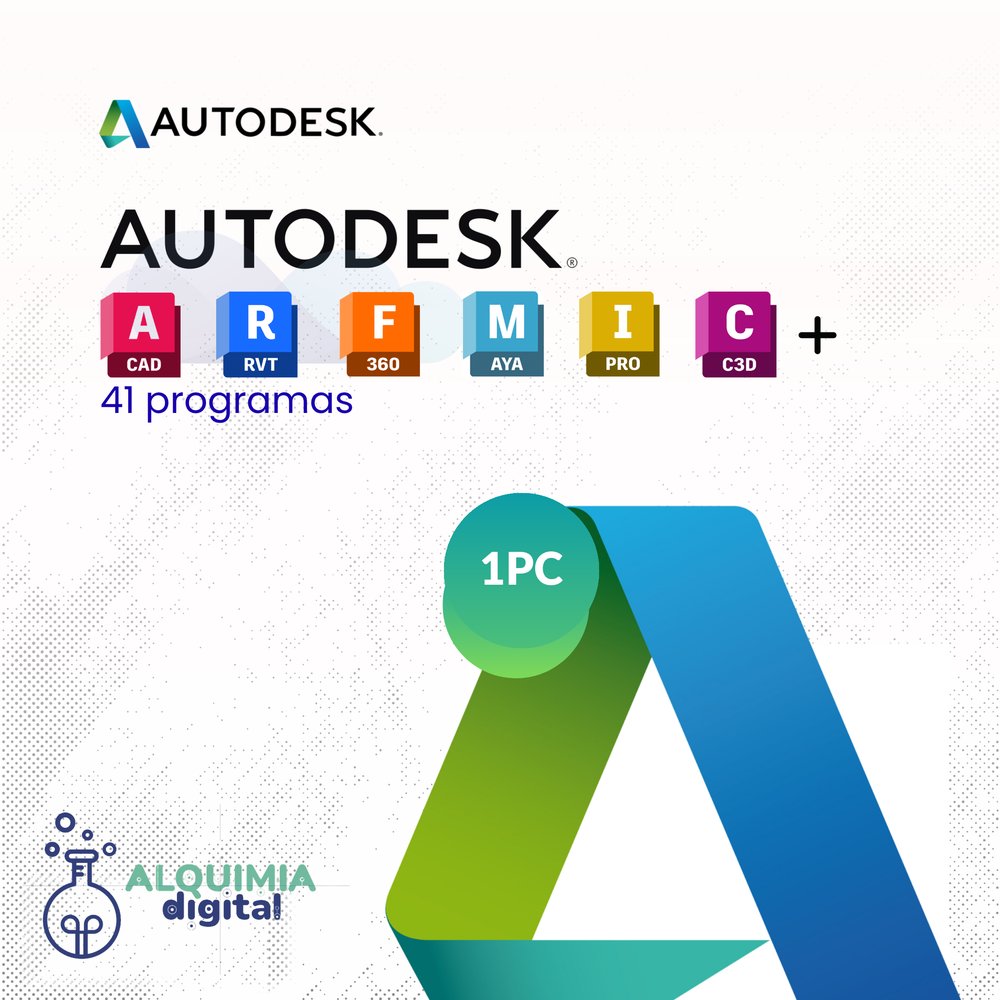 AUTODESK.
AUTODESK®
A R F M I C +
CAD RVT 360 AYA PRO C3D
41 programas
1PC
ALQUIMIA
digital